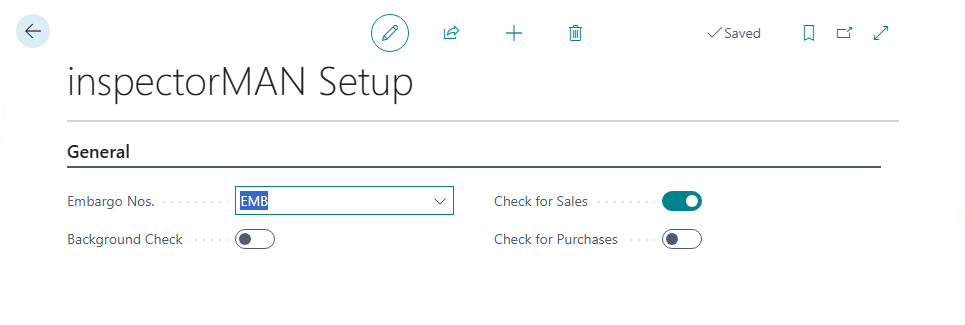 Saved
inspectorMAN Setup
General
Embargo Nos. EMB
Check for Sales
Background Check
Check for Purchases